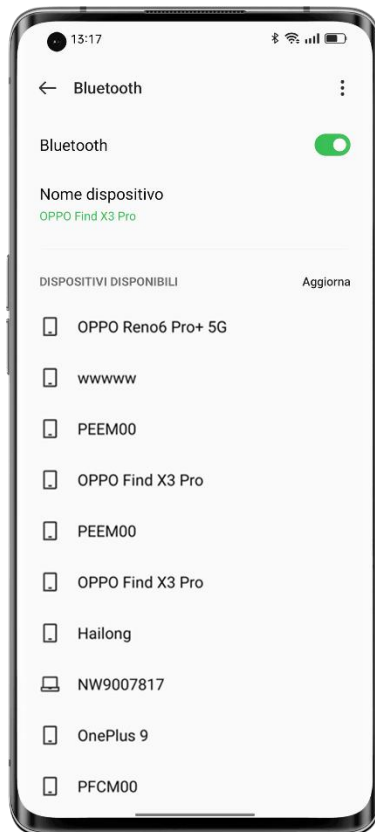 13:17
Bluetooth
Bluetooth
Nome dispositivo
OPPO Find X3 Pro
DISPOSITIVI DISPONIBILI Aggiorna
OPPO Reno6 Pro+ 5G
wwwww
PEEM00
OPPO Find X3 Pro
PEEM00
OPPO Find X3 Pro
Hailong
NW9007817
OnePlus 9
PFCM00